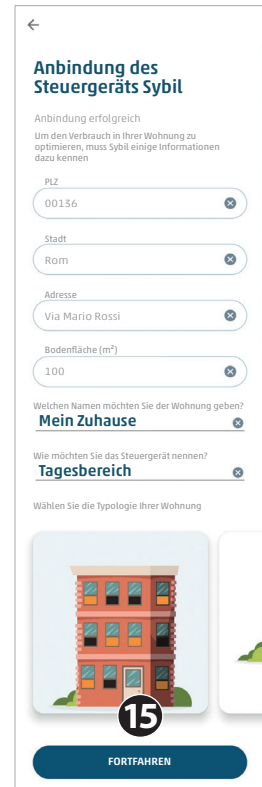 Anbindung des
Steuergeräts Sybil
Anbindung erfolgreich
Um den Verbrauch in Ihrer Wohnung zu
optimieren, muss Sybil einige Informationen
dazu kennen
PLZ
00136
Stadt
Rom
Adresse
Via Mario Rossi
Bodenfläche (m²)
100
Welchen Namen möchten Sie der Wohnung geben?
Mein Zuhause
Wie möchten Sie das Steuergerät nennen?
Tagesbereich
Wählen Sie die Typologie Ihrer Wohnung
15
FORTFAHREN